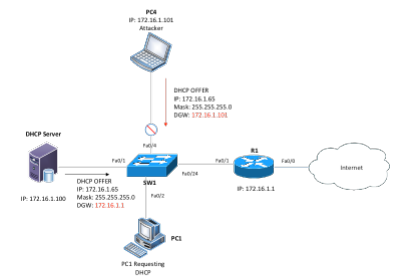 PC4
IP: 172.16.1.101
Attacker
DHCP OFFER
IP: 172.16.1.65
Mask: 255.255.255.0
DGW: 172.16.1.101
Fa0/4
DHCP Server
Fa0/1
DHCP OFFER
IP: 172.16.1.65
Mask: 255.255.255.0
DGW: 172.16.1.1
IP: 172.16.1.100
SW1
Fa0/24
Fa0/2
R1
Fa0/1
Fa0/0
IP: 172.16.1.1
Internet
PC1
PC1 Requesting
DHCP